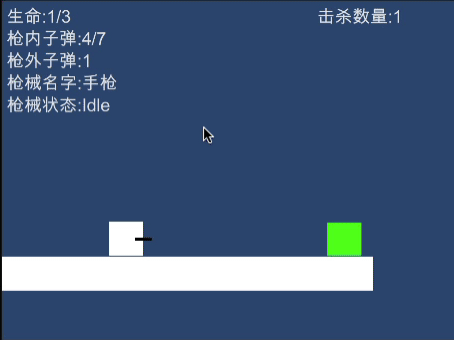 生命:1/3
击杀数量:1
枪内子弹:4/7
枪外子弹:1
枪械名字:手枪
枪械状态:Idle